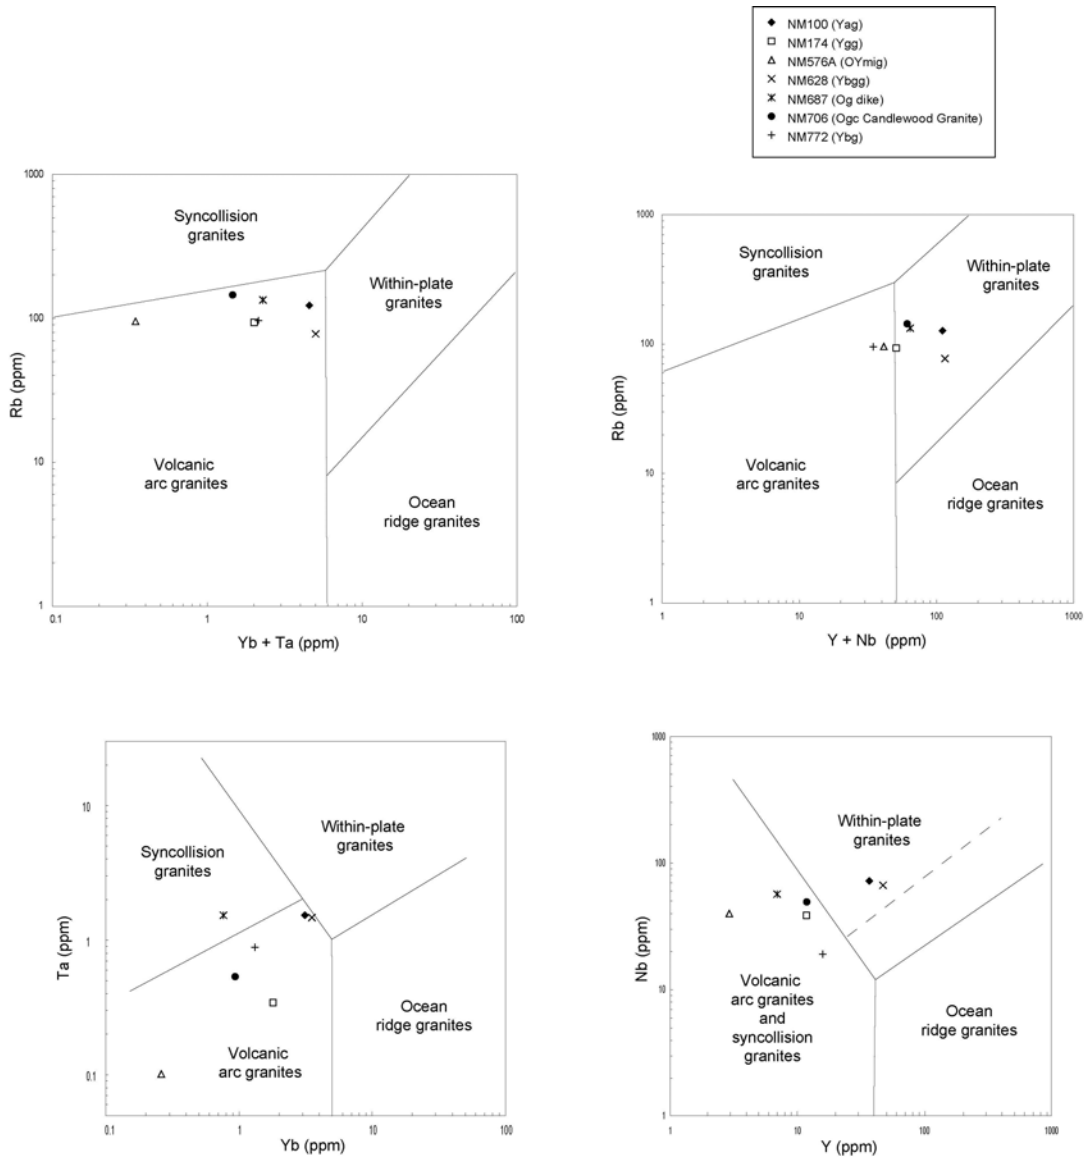 NM100 (Yag)
NM174 (Ygg)
NM576A (OYmig)
NM628 (Ybgg)
NM687 (Og dike)
NM706 (Ogc Candlewood Granite)
NM772 (Ybg)
1000
100
10
1
Rb (ppm)
Syncollision
granites
Within-plate
granites
Volcanic
arc granites
Ocean
ridge granites
0.1
1
10
100
Yb + Ta (ppm)
1000
100
10
1
Rb (ppm)
Syncollision
granites
Within-plate
granites
Volcanic
arc granites
Ocean
ridge granites
1
10
100
1000
Y + Nb (ppm)
10
1
0.1
Ta (ppm)
Within-plate
granites
Syncollision
granites
Volcanic
arc granites
Ocean
ridge granites
0.1
1
10
100
Yb (ppm)
1000
100
10
1
Nb (ppm)
Within-plate
granites
Volcanic
arc granites
and
syncollision
granites
Ocean
ridge granites
1
10
100
1000
Y (ppm)